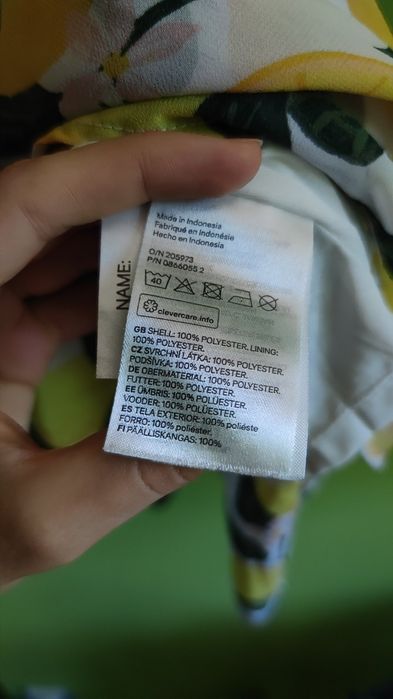 Made in Indonesia
Fabriqué en Indonésie
Hecho en Indonesia
O/N 205973
P/N 0866055 2
40
clevercare.info
GB SHELL: 100% POLYESTER. LINING:
100% POLYESTER.
CZ SVRCHNÍ LÁTKA: 100% POLYESTER.
PODŠÍVKA: 100% POLYESTER.
DE OBERMATERIAL: 100% POLYESTER.
FUTTER: 100% POLYESTER.
EE ÜMBRIS: 100% POLÜESTER.
VOODER: 100% POLÜESTER.
ES TELA EXTERIOR: 100% poliéste
FORRO: 100% poliéster.
FI PÄÄLLISKANGAS: 100%
NAME: